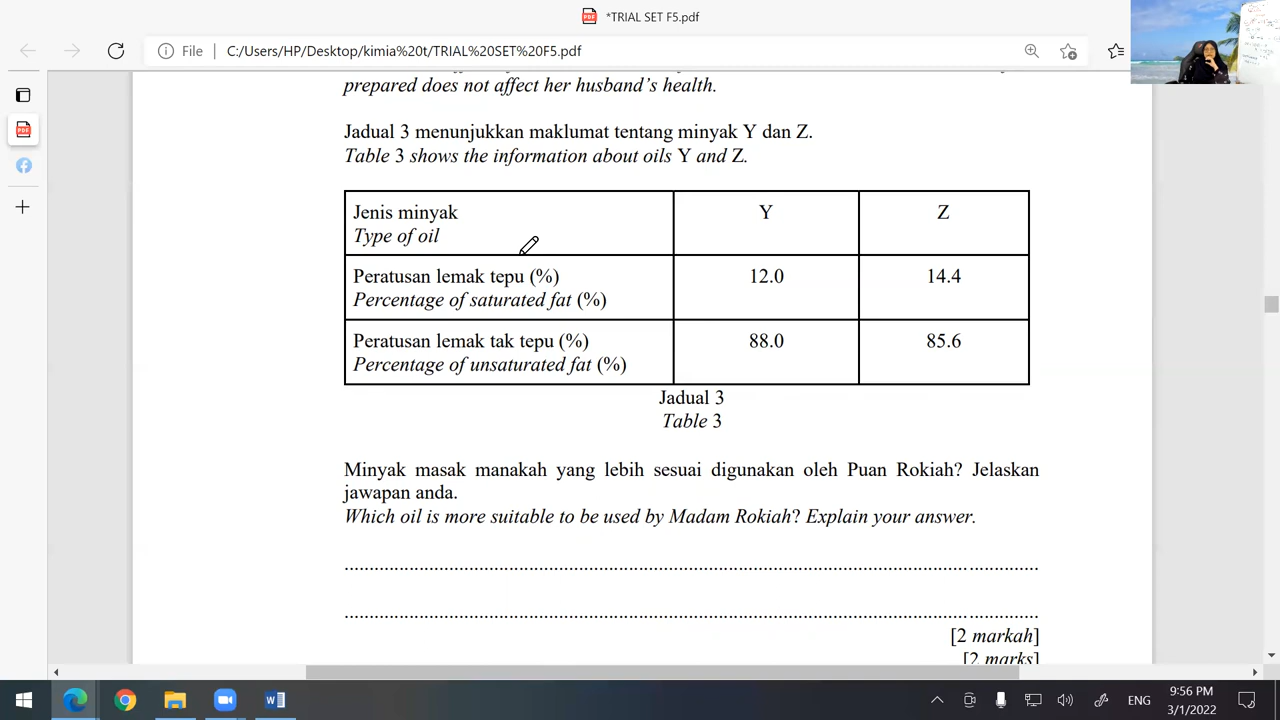 *TRIAL SET F5.pdf
File C:/Users/HP/Desktop/kimia%20t/TRIAL%20SET%20F5.pdf
prepared does not affect her husband's health.
Jadual 3 menunjukkan maklumat tentang minyak Y dan Z.
Table 3 shows the information about oils Y and Z.
Jenis minyak Y Z
Type of oil
Peratusan lemak tepu (%) 12.0 14.4
Percentage of saturated fat (%)
Peratusan lemak tak tepu (%) 88.0 85.6
Percentage of unsaturated fat (%)
Jadual 3
Table 3
Minyak masak manakah yang lebih sesuai digunakan oleh Puan Rokiah? Jelaskan
jawapan anda.
Which oil is more suitable to be used by Madam Rokiah? Explain your answer.
[2 markah]
[2 marks]
ENG
9:56 PM
3/1/2022